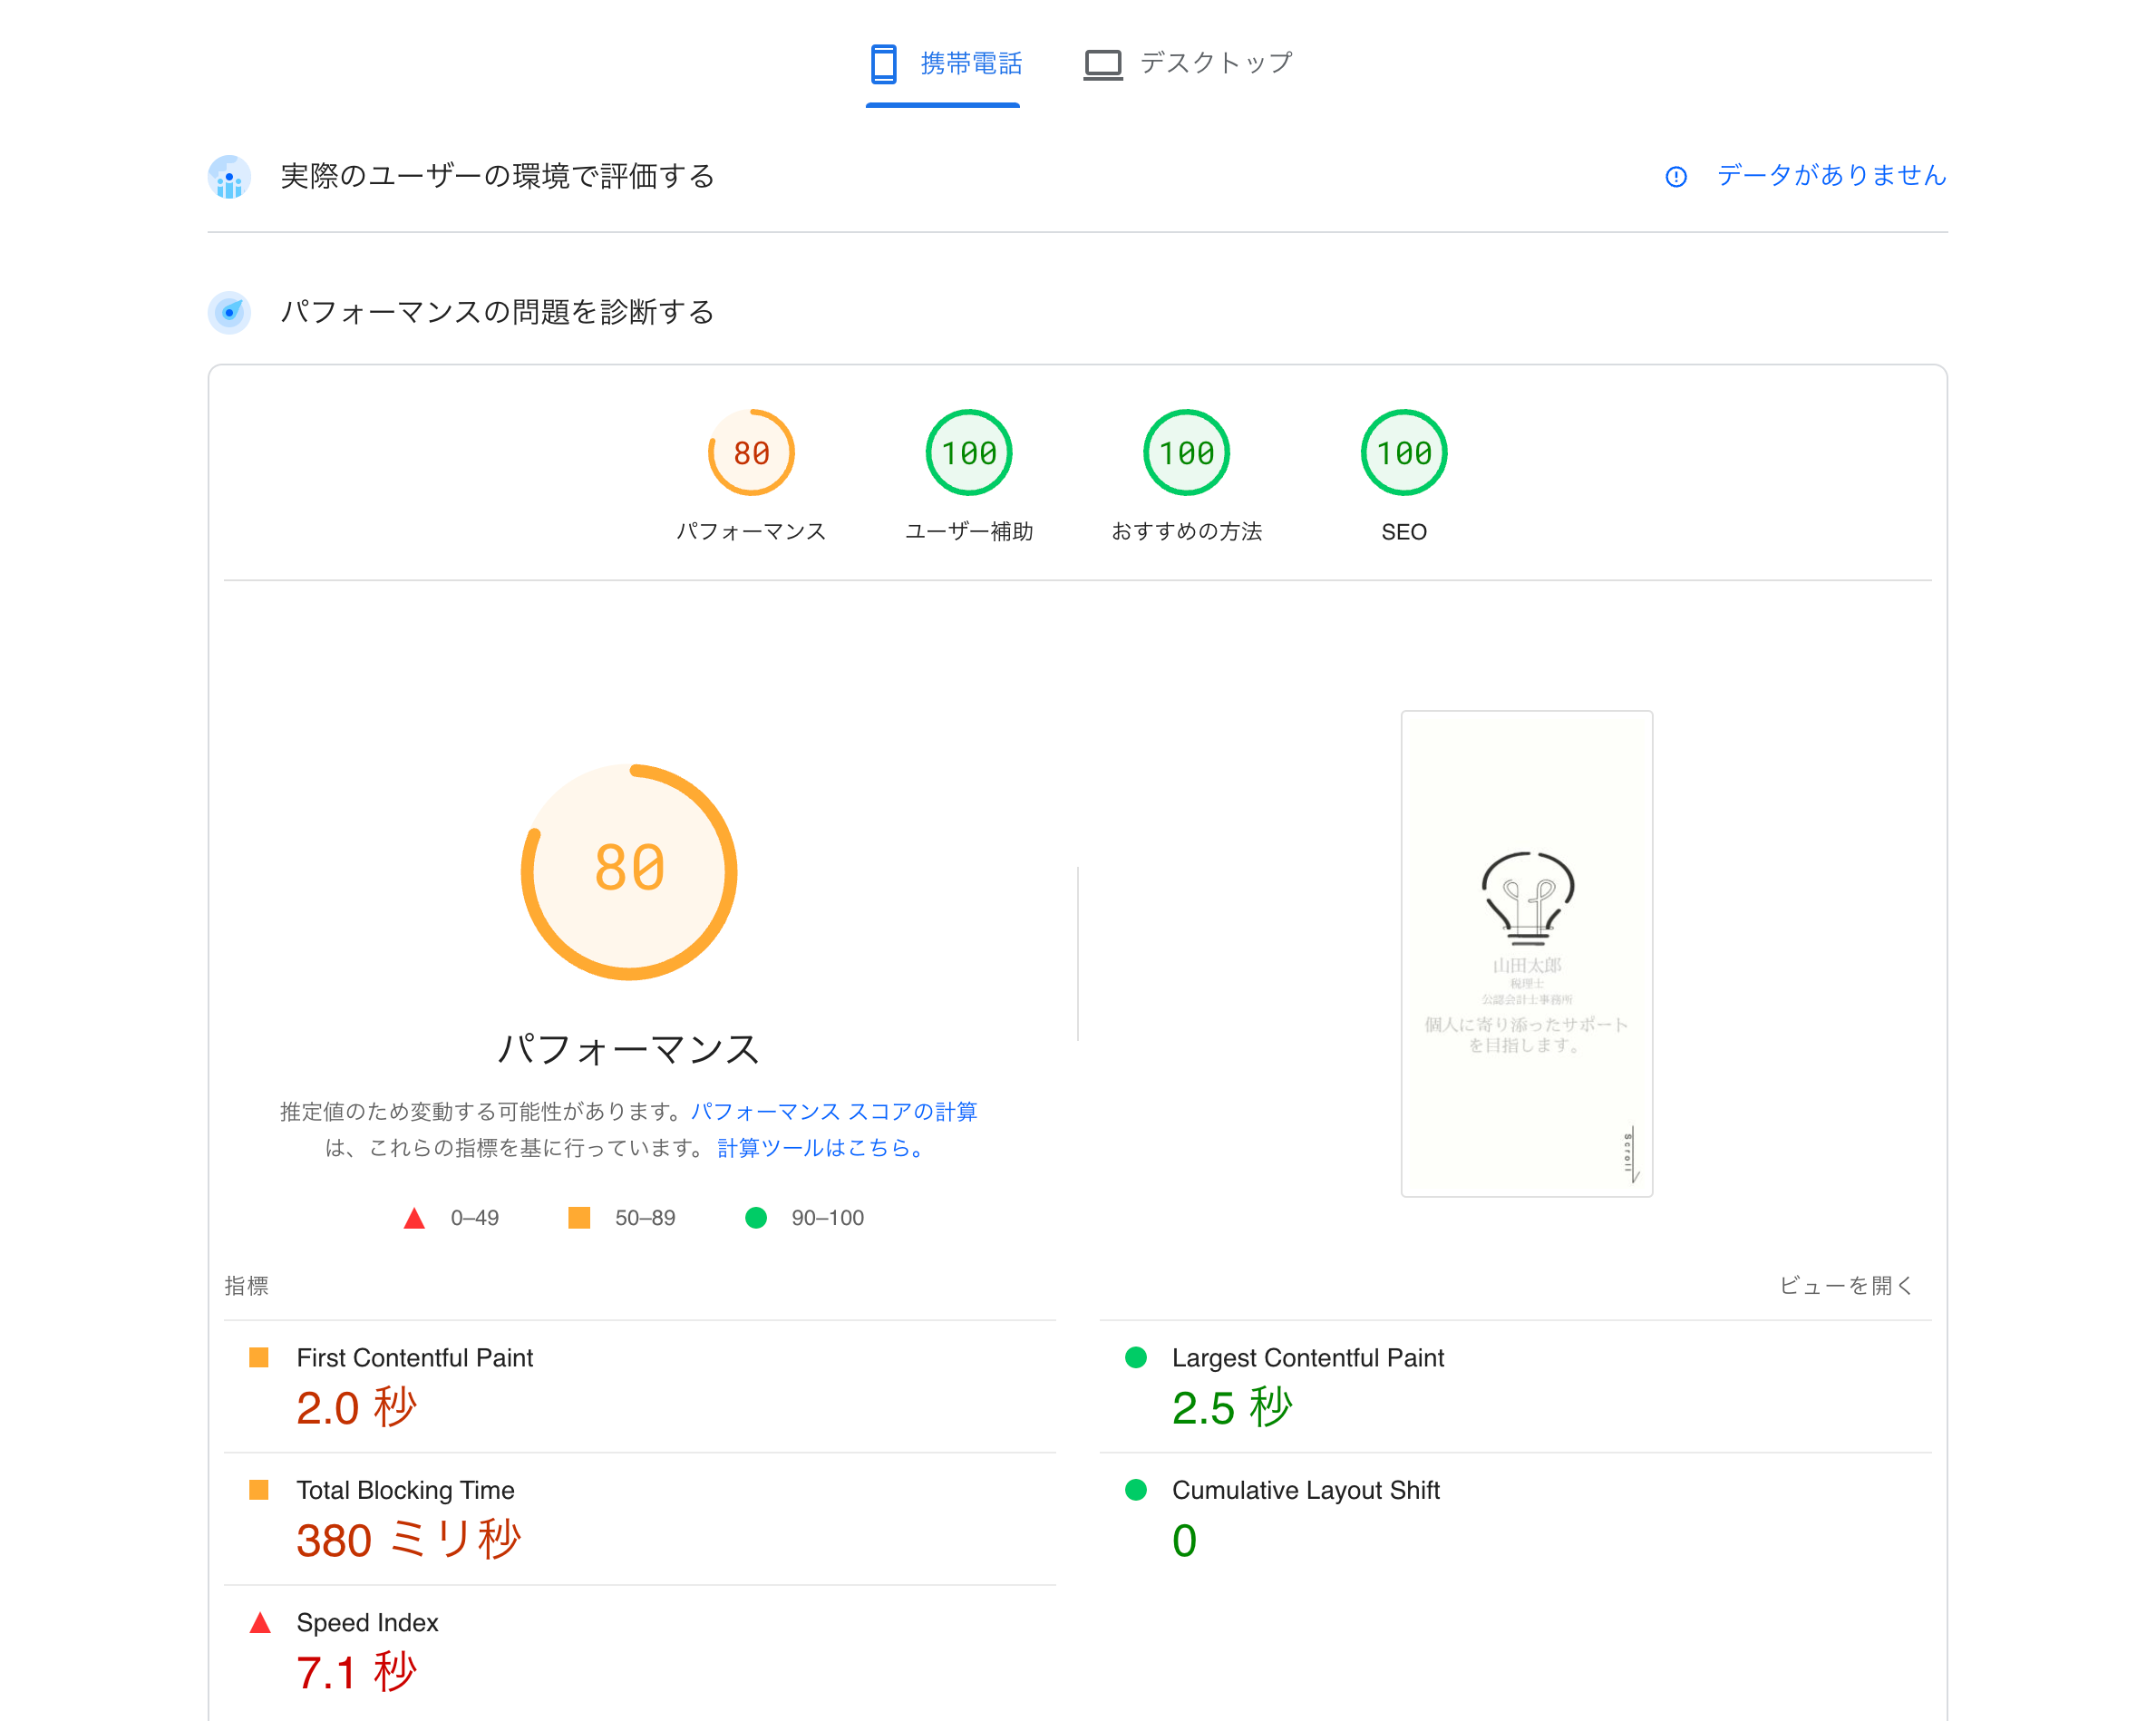 携帯電話
デスクトップ
実際のユーザーの環境で評価する
データがありません
パフォーマンスの問題を診断する
80
100
100
100
パフォーマンス
ユーザー補助
おすすめの方法
SEO
80
パフォーマンス
推定値のため変動する可能性があります。パフォーマンス スコアの計算
は、これらの指標を基に行っています。計算ツールはこちら。
0–49
50–89
90–100
山田太郎
税理士
公認会計士事務所
個人に寄り添ったサポート
を目指します。
Scroll
指標
ビューを開く
First Contentful Paint
2.0 秒
Largest Contentful Paint
2.5 秒
Total Blocking Time
380 ミリ秒
Cumulative Layout Shift
0
Speed Index
7.1 秒